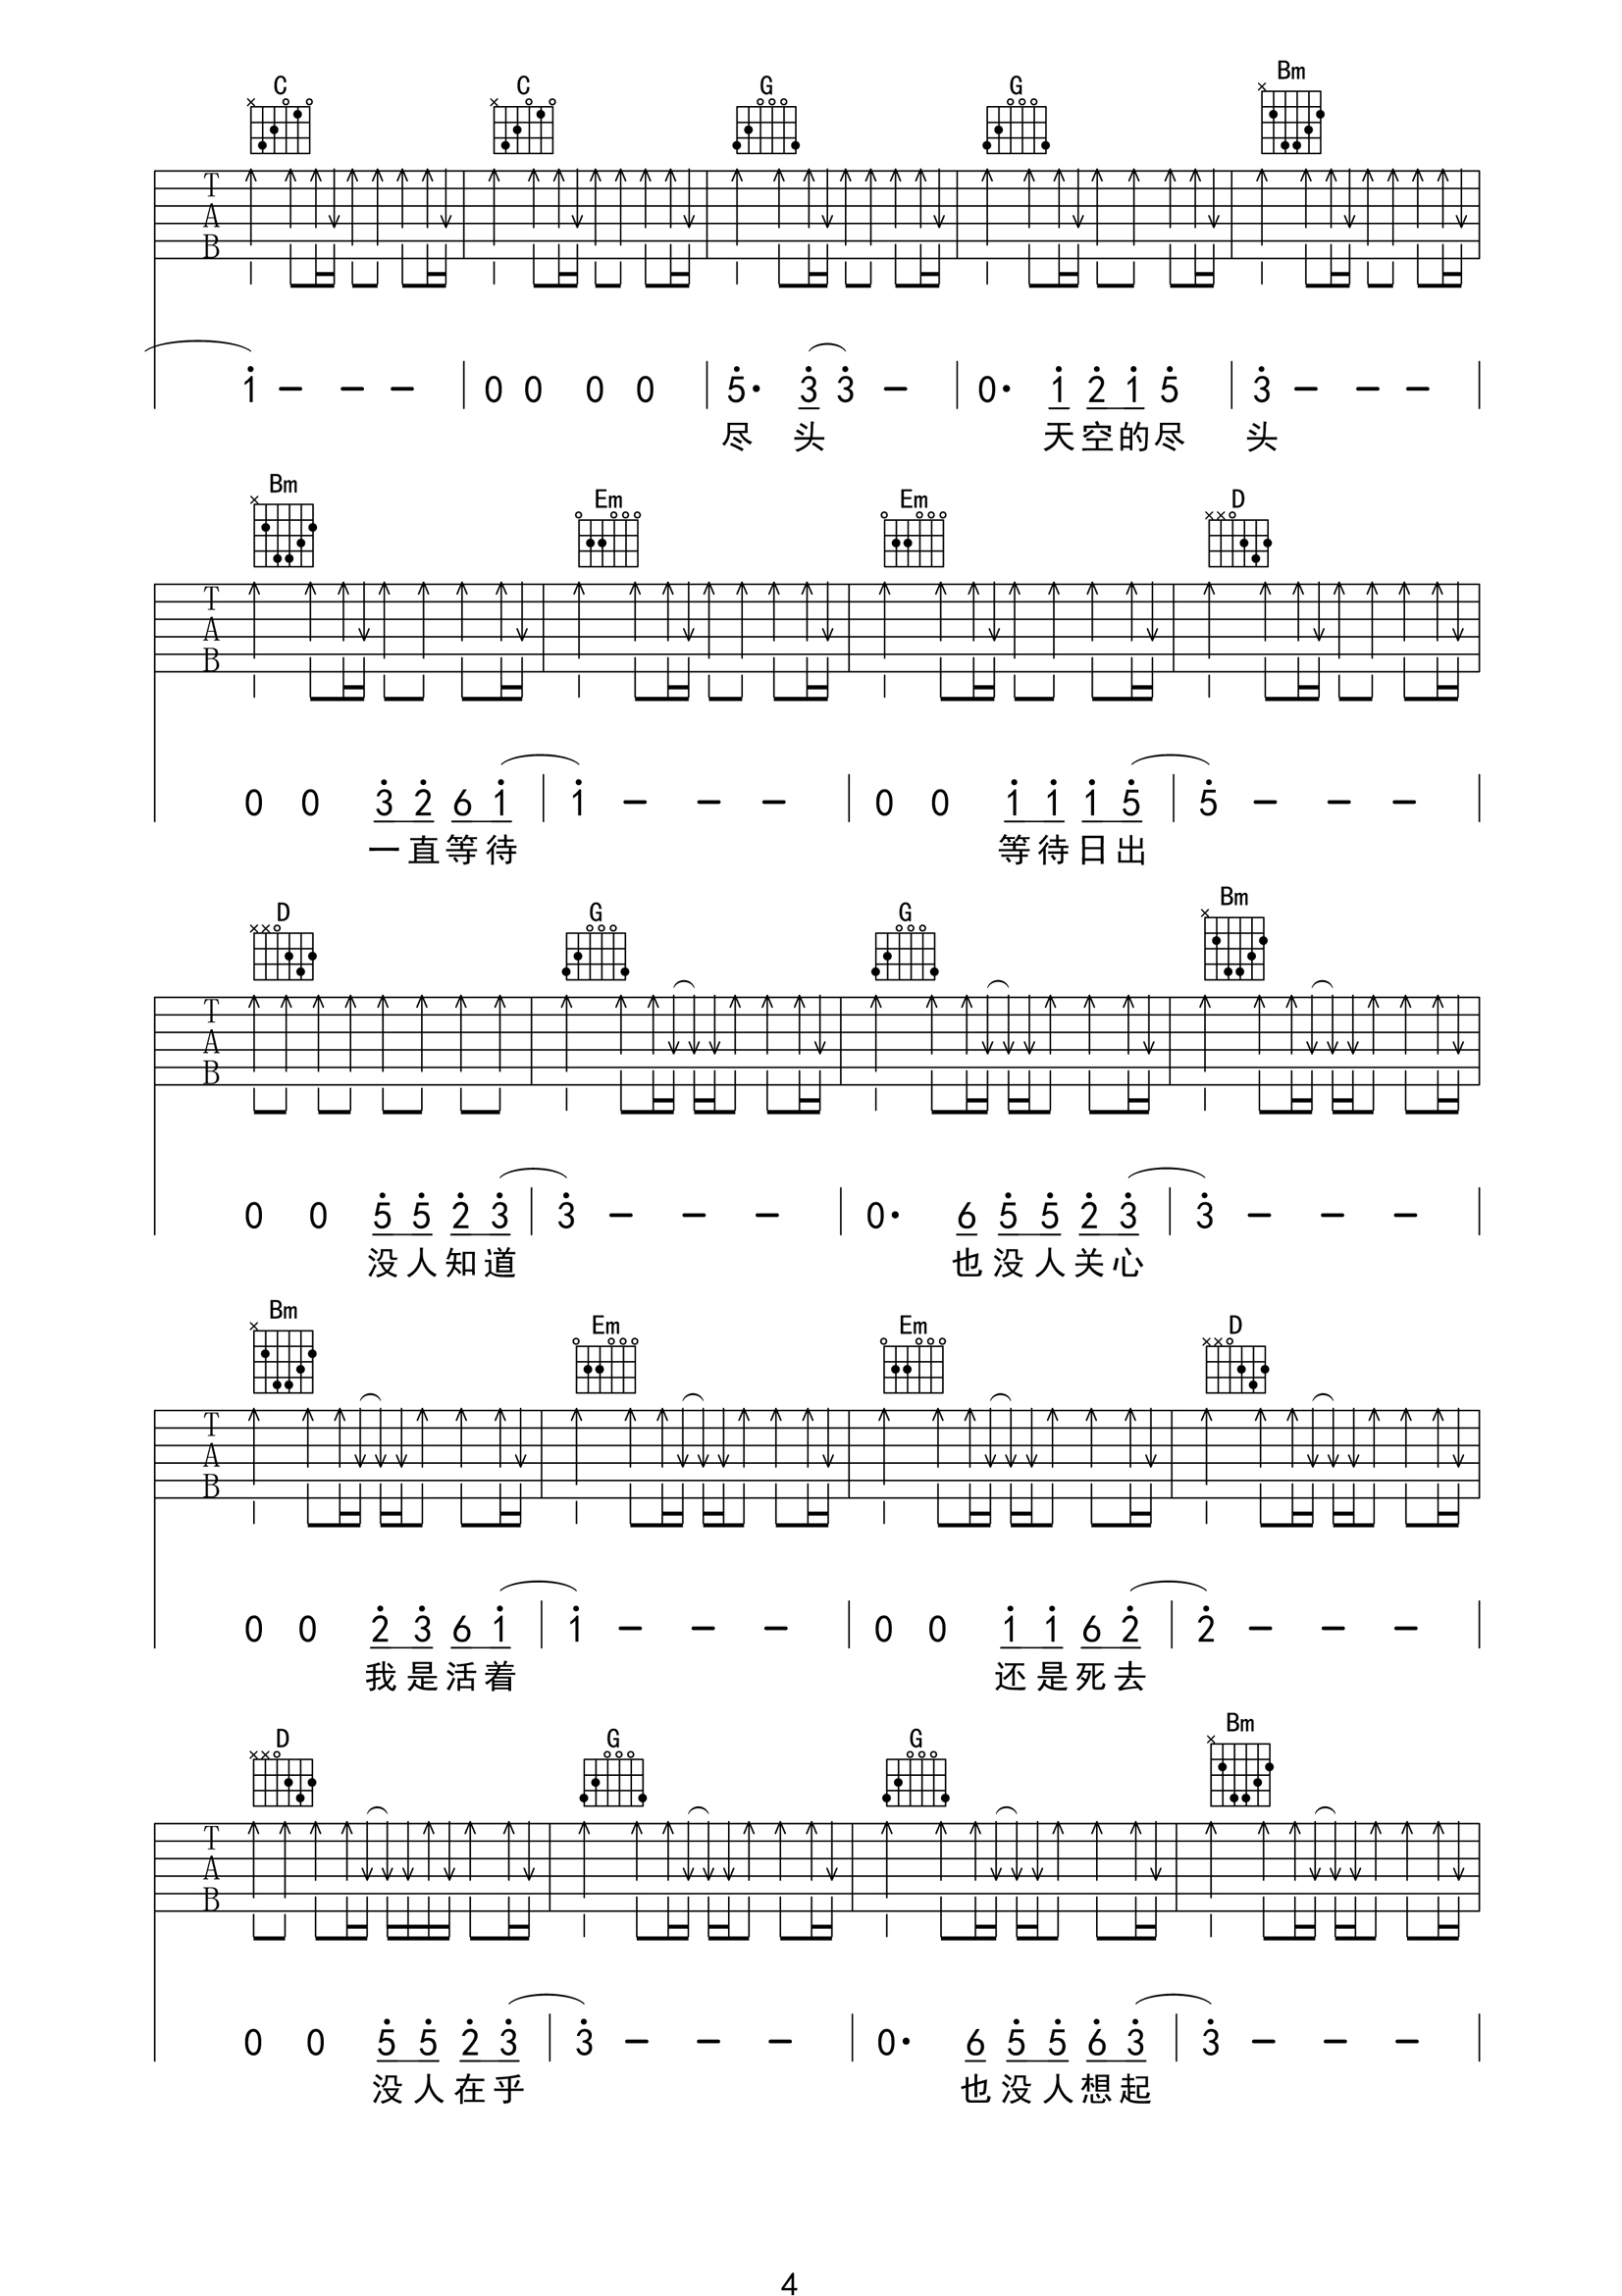 C C G G Bm
T A B
1 - - - 0 0 0 0 5· 3 3 - 0· 1 2 1 5 3 - - -
尽 头 天空的尽 头
Bm Em Em D
T A B
0 0 3 2 6 1 1 - - - 0 0 1 1 1 5 5 - - -
一直等待 等待日出
D G G Bm
T A B
0 0 5 5 2 3 3 - - - 0· 6 5 5 2 3 3 - - -
没人知道 也没人关心
Bm Em Em D
T A B
0 0 2 3 6 1 1 - - - 0 0 1 1 6 2 2 - - -
我是活着 还是死去
D G G Bm
T A B
0 0 5 5 2 3 3 - - - 0· 6 5 5 6 3 3 - - -
没人在乎 也没人想起
4